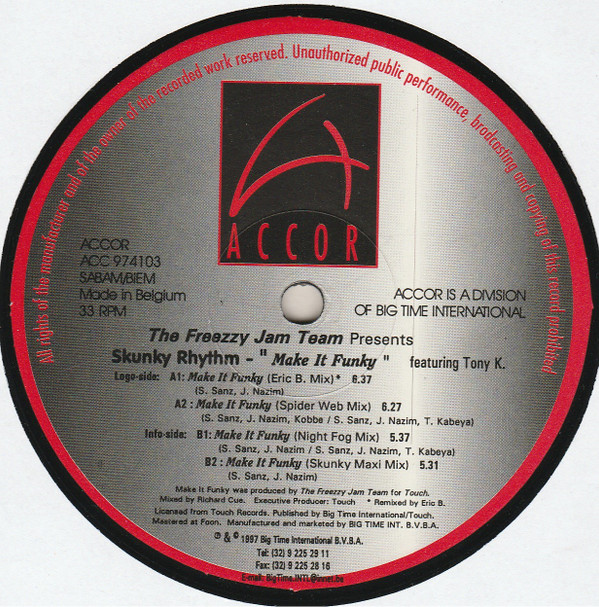 All rights of the manufacturer and of the owner of the recorded work reserved. Unauthorized public performance, brodcasting and copying of this record prohibited
ACCOR
ACCOR
ACC 974103
SABAM/BIEM
Made in Belgium
33 RPM
ACCOR IS A DIVISION
OF BIG TIME INTERNATIONAL
The Freezzy Jam Team Presents
Skunky Rhythm - " Make It Funky " featuring Tony K.
Logo-side: A1: Make It Funky (Eric B. Mix)* 6.37
(S. Sanz, J. Nazim)
A2 : Make It Funky (Spider Web Mix) 6.27
(S. Sanz, J. Nazim, Kobbe / S. Sanz, J. Nazim, T. Kabeya)
Info-side: B1: Make It Funky (Night Fog Mix) 5.37
(S. Sanz, J. Nazim / S. Sanz, J. Nazim, T. Kabeya)
B2 : Make It Funky (Skunky Maxi Mix) 5.31
(S. Sanz, J. Nazim)
Make It Funky was produced by The Freezzy Jam Team for Touch.
Mixed by Richard Cue. Executive Producer: Touch * Remixed by Eric B.
Licensed from Touch Records. Published by Big Time International/Touch.
Mastered at Foon. Manufactured and marketed by BIG TIME INT. B.V.B.A.
℗ & © 1997 Big Time International B.V.B.A.
Tel: (32) 9 225 29 11
Fax: (32) 9 225 28 16
E-mail: BigTime.INTL@innet.be